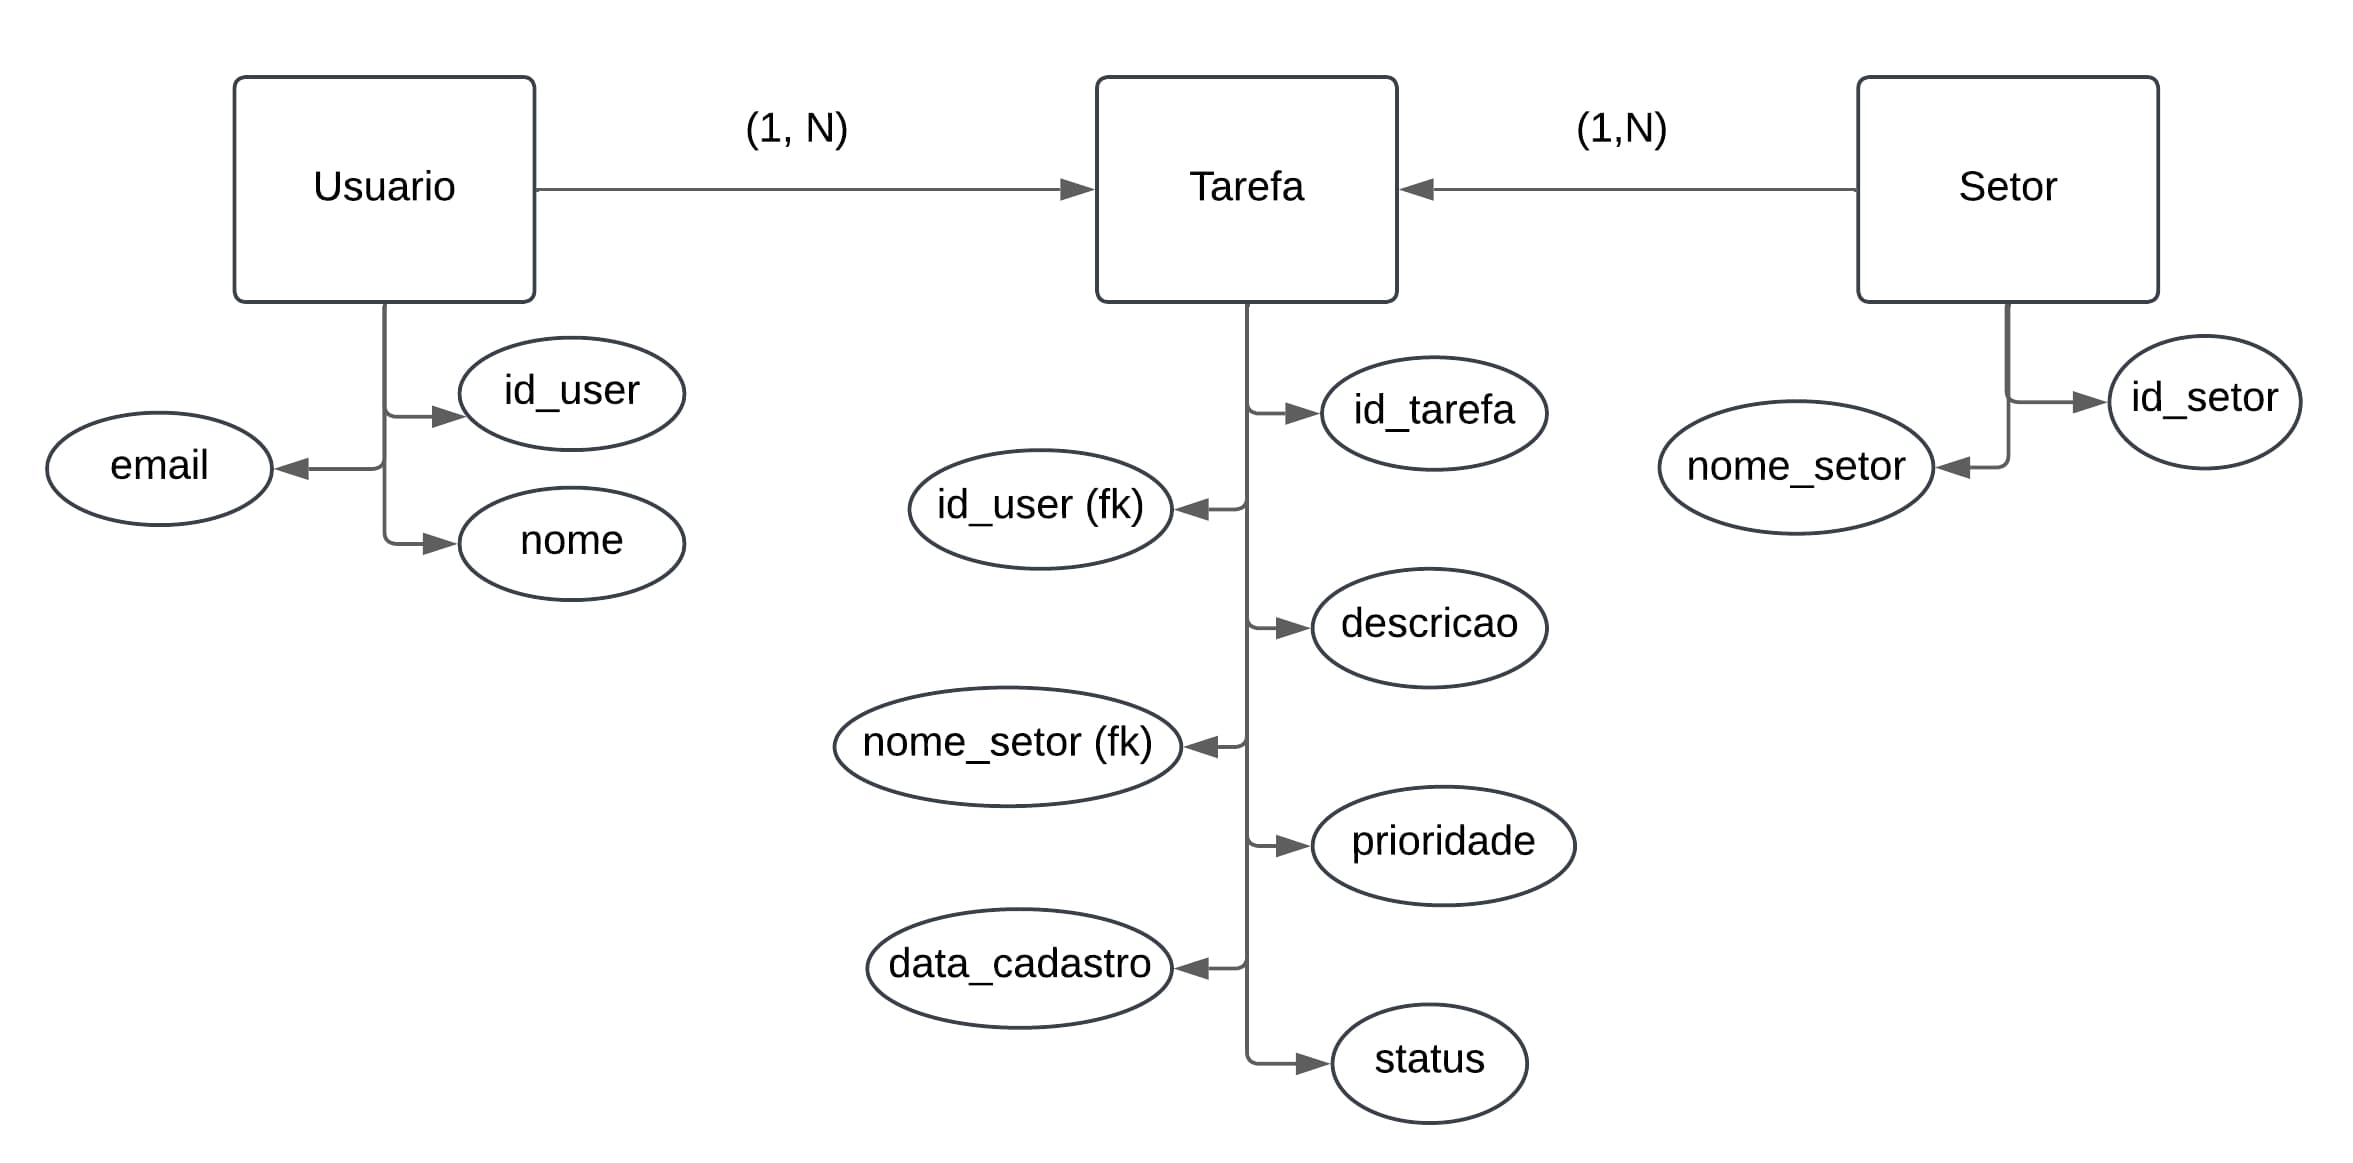 (1, N)
(1,N)
Usuario
Tarefa
Setor
id_user
id_setor
id_tarefa
email
nome_setor
id_user (fk)
nome
descricao
nome_setor (fk)
prioridade
data_cadastro
status